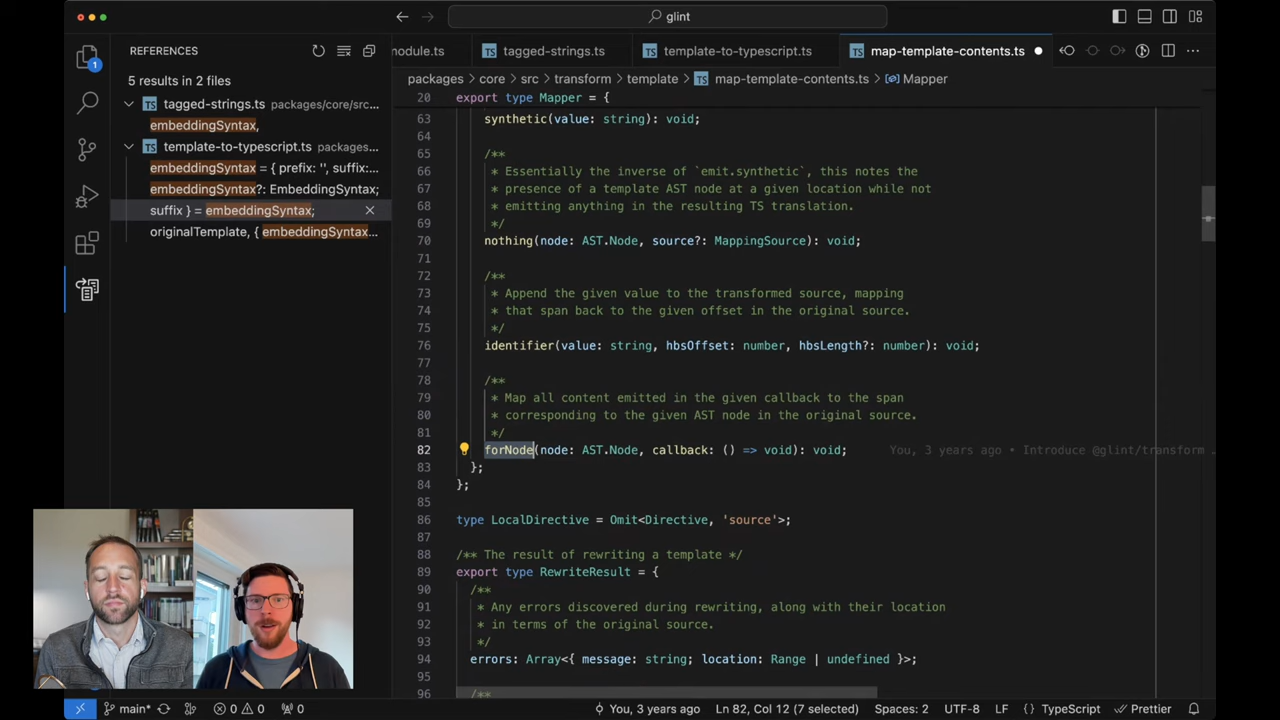 glint
REFERENCES
5 results in 2 files
tagged-strings.ts packages/core/src...
embeddingSyntax,
template-to-typescript.ts packages...
embeddingSyntax = { prefix: '', suffix:...
embeddingSyntax?: EmbeddingSyntax;
suffix } = embeddingSyntax;
originalTemplate, { embeddingSyntax...
1
nodule.ts
TS tagged-strings.ts
TS template-to-typescript.ts
TS map-template-contents.ts
packages > core > src > transform > template > TS map-template-contents.ts > Mapper
20 export type Mapper = {
63 synthetic(value: string): void;
64
65 /**
66 * Essentially the inverse of `emit.synthetic`, this notes the
67 * presence of a template AST node at a given location while not
68 * emitting anything in the resulting TS translation.
69 */
70 nothing(node: AST.Node, source?: MappingSource): void;
71
72 /**
73 * Append the given value to the transformed source, mapping
74 * that span back to the given offset in the original source.
75 */
76 identifier(value: string, hbsOffset: number, hbsLength?: number): void;
77
78 /**
79 * Map all content emitted in the given callback to the span
80 * corresponding to the given AST node in the original source.
81 */
82 forNode(node: AST.Node, callback: () => void): void; You, 3 years ago • Introduce @glint/transform .
83 };
84 };
85
86 type LocalDirective = Omit<Directive, 'source'>;
87
88 /** The result of rewriting a template */
89 export type RewriteResult = {
90 /**
91 * Any errors discovered during rewriting, along with their location
92 * in terms of the original source.
93 */
94 errors: Array<{ message: string; location: Range | undefined }>;
95
96 /**
main* 0 0 0 You, 3 years ago Ln 82, Col 12 (7 selected) Spaces: 2 UTF-8 LF {} TypeScript Prettier